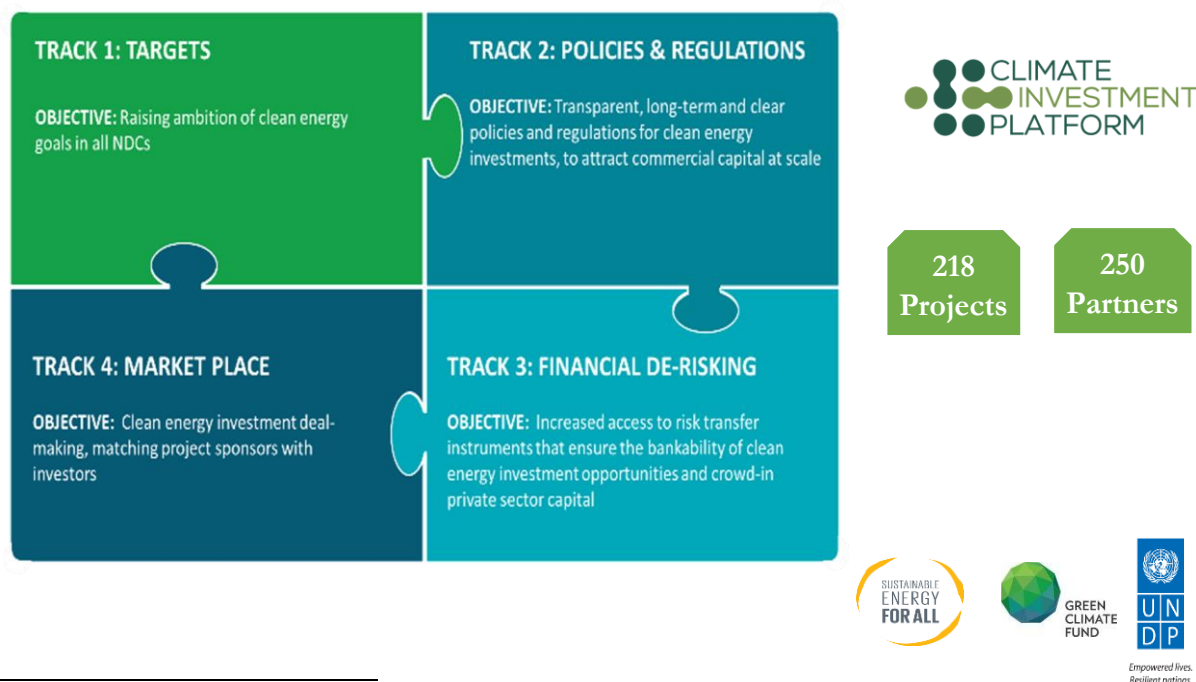 TRACK 1: TARGETS
OBJECTIVE: Raising ambition of clean energy
goals in all NDCs
TRACK 2: POLICIES & REGULATIONS
OBJECTIVE: Transparent, long-term and clear
policies and regulations for clean energy
investments, to attract commercial capital at scale
TRACK 4: MARKET PLACE
OBJECTIVE: Clean energy investment deal-
making, matching project sponsors with
investors
TRACK 3: FINANCIAL DE-RISKING
OBJECTIVE: Increased access to risk transfer
instruments that ensure the bankability of clean
energy investment opportunities and crowd-in
private sector capital
CLIMATE
INVESTMENT
PLATFORM
218
Projects
250
Partners
SUSTAINABLE
ENERGY
FOR ALL
GREEN
CLIMATE
FUND
U N
D P
Empowered lives.
Resilient nations.